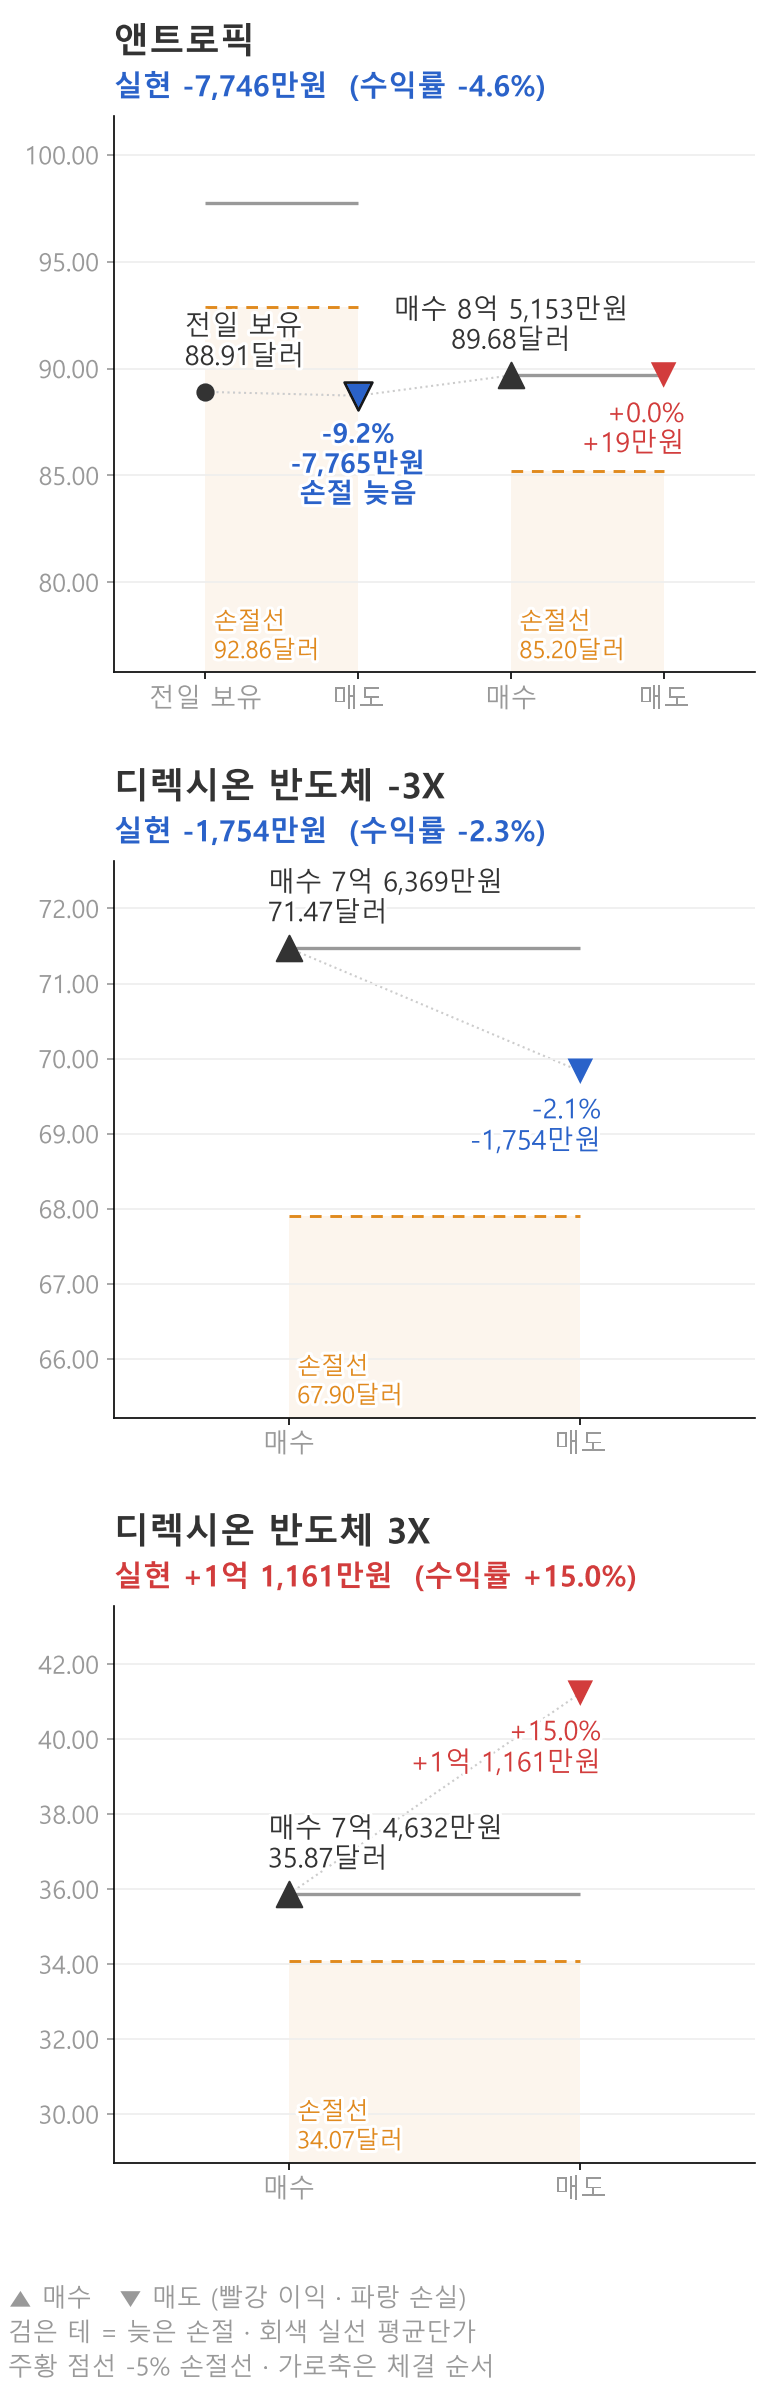 앤트로픽
실현 -7,746만원 (수익률 -4.6%)
100.00
95.00
90.00
85.00
80.00
전일 보유
88.91달러
매수 8억 5,153만원
89.68달러
-9.2%
-7,765만원
손절 늦음
+0.0%
+19만원
손절선
92.86달러
손절선
85.20달러
전일 보유
매도
매수
매도
디렉시온 반도체 -3X
실현 -1,754만원 (수익률 -2.3%)
매수 7억 6,369만원
71.47달러
72.00
71.00
70.00
69.00
68.00
67.00
66.00
-2.1%
-1,754만원
손절선
67.90달러
매수
매도
디렉시온 반도체 3X
실현 +1억 1,161만원 (수익률 +15.0%)
42.00
40.00
38.00
36.00
34.00
32.00
30.00
+15.0%
+1억 1,161만원
매수 7억 4,632만원
35.87달러
손절선
34.07달러
매수
매도
▲ 매수 ▼ 매도 (빨강 이익 · 파랑 손실)
검은 테 = 늦은 손절 · 회색 실선 평균단가
주황 점선 -5% 손절선 · 가로축은 체결 순서